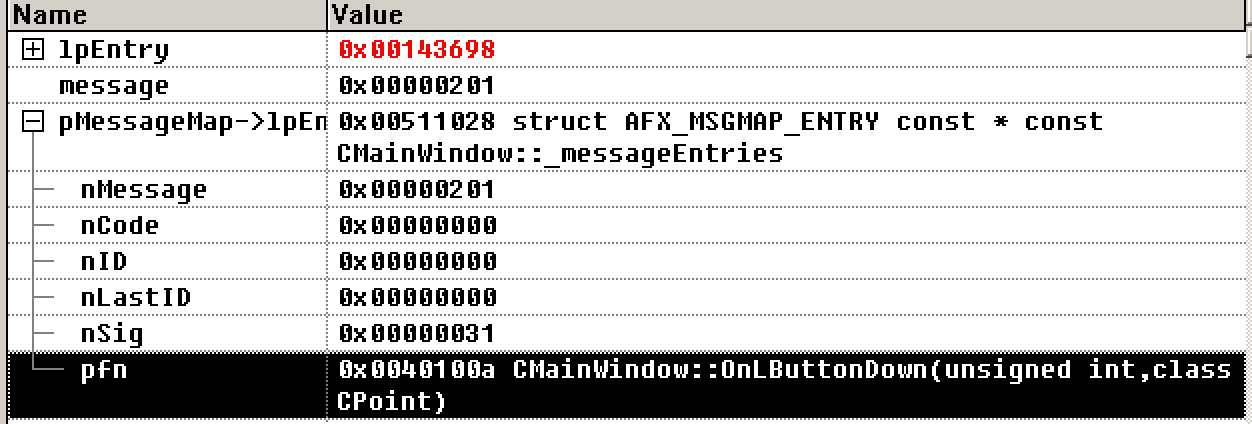 Name Value
lpEntry 0x00143698
message 0x00000201
pMessageMap->lpEn 0x00511028 struct AFX_MSGMAP_ENTRY const * const
CMainWindow::_messageEntries
nMessage 0x00000201
nCode 0x00000000
nID 0x00000000
nLastID 0x00000000
nSig 0x00000031
pfn 0x0040100a CMainWindow::OnLButtonDown(unsigned int,class
CPoint)